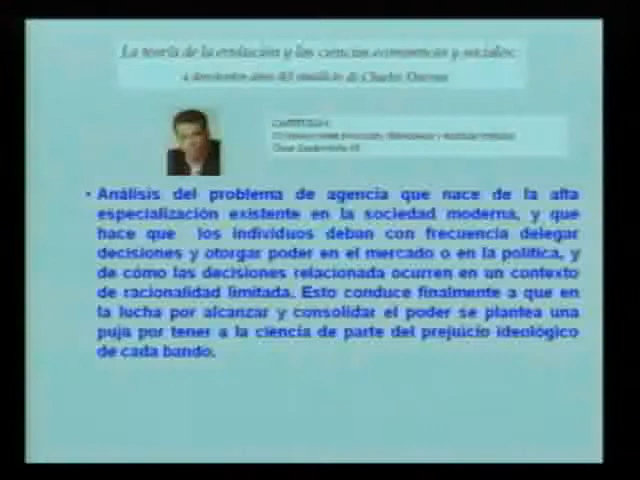 La teoría de la evolución y las ciencias económicas y sociales:
a doscientos años del natalicio de Charles Darwin
CAPITULO
• Análisis del problema de agencia que nace de la alta
especialización existente en la sociedad moderna, y que
hace que los individuos deban con frecuencia delegar
decisiones y otorgar poder en el mercado o en la política, y
de cómo las decisiones relacionada ocurren en un contexto
de racionalidad limitada. Esto conduce finalmente a que en
la lucha por alcanzar y consolidar el poder se plantea una
puja por tener a la ciencia de parte del prejuicio ideológico
de cada bando.